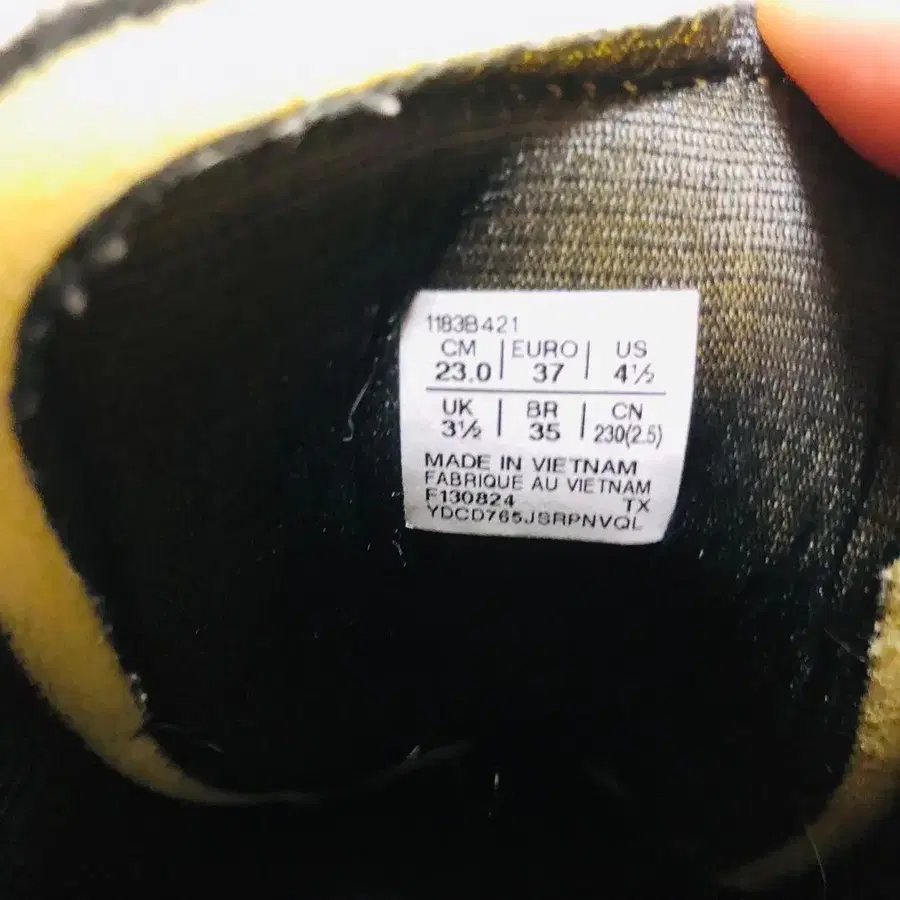 1183B421
CM | EURO | US
23.0 | 37 | 4½
UK | BR | CN
3½ | 35 | 230(2.5)
MADE IN VIETNAM
FABRIQUE AU VIETNAM
F130824 TX
YDCD765JSRPNVQL